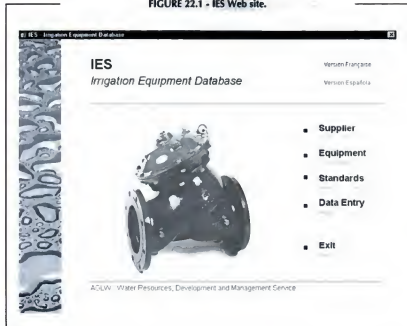 FIGURE 22.1 - IES Web site.
IES Irrigation Equipment Database
IES
Irrigation Equipment Database
Version Française
Version Española
Supplier
Equipment
Standards
Data Entry
Exit
AGLW Water Resources, Development and Management Service